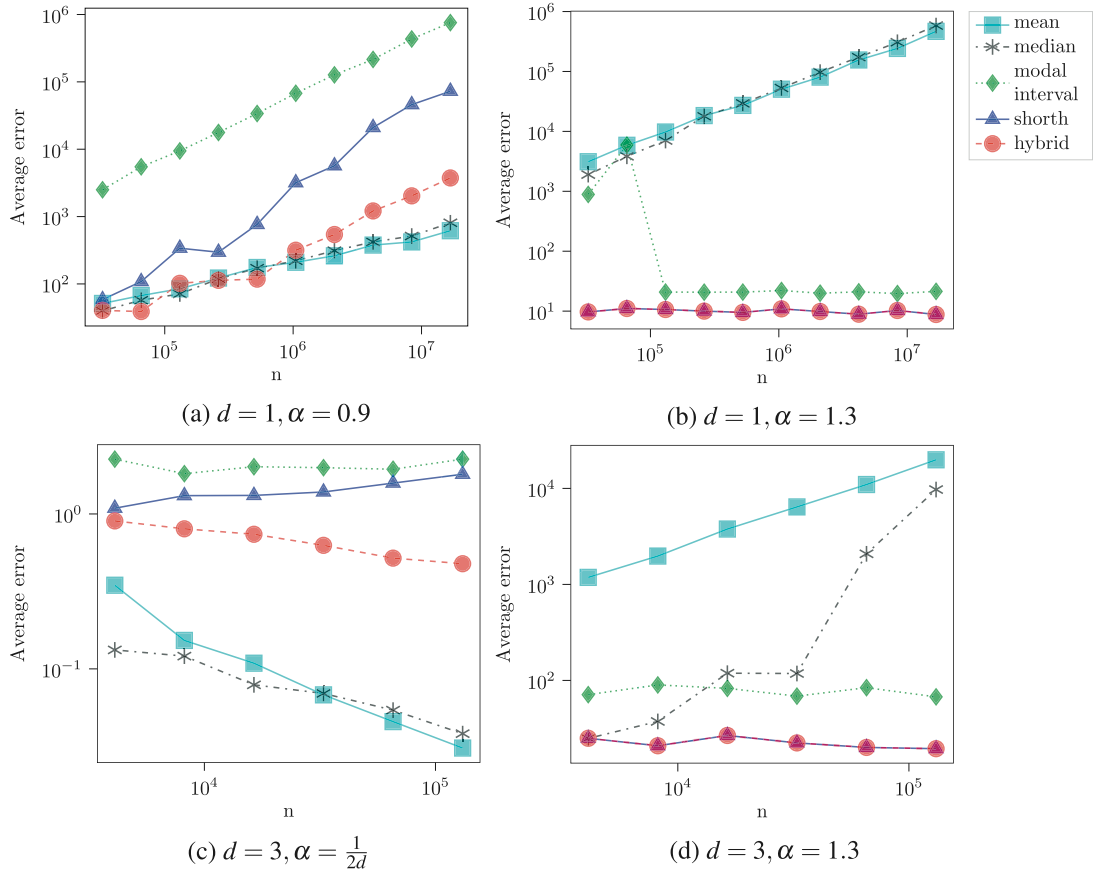 10^6
10^5
10^4
10^3
10^2
Average error
10^5
10^6
10^7
n
(a) d = 1, α = 0.9
10^6
10^5
10^4
10^3
10^2
10^1
Average error
10^5
10^6
10^7
n
(b) d = 1, α = 1.3
mean
median
modal
interval
shorth
hybrid
10^0
10^−1
Average error
10^4
10^5
n
(c) d = 3, α = 1/2d
10^4
10^3
10^2
Average error
10^4
10^5
n
(d) d = 3, α = 1.3